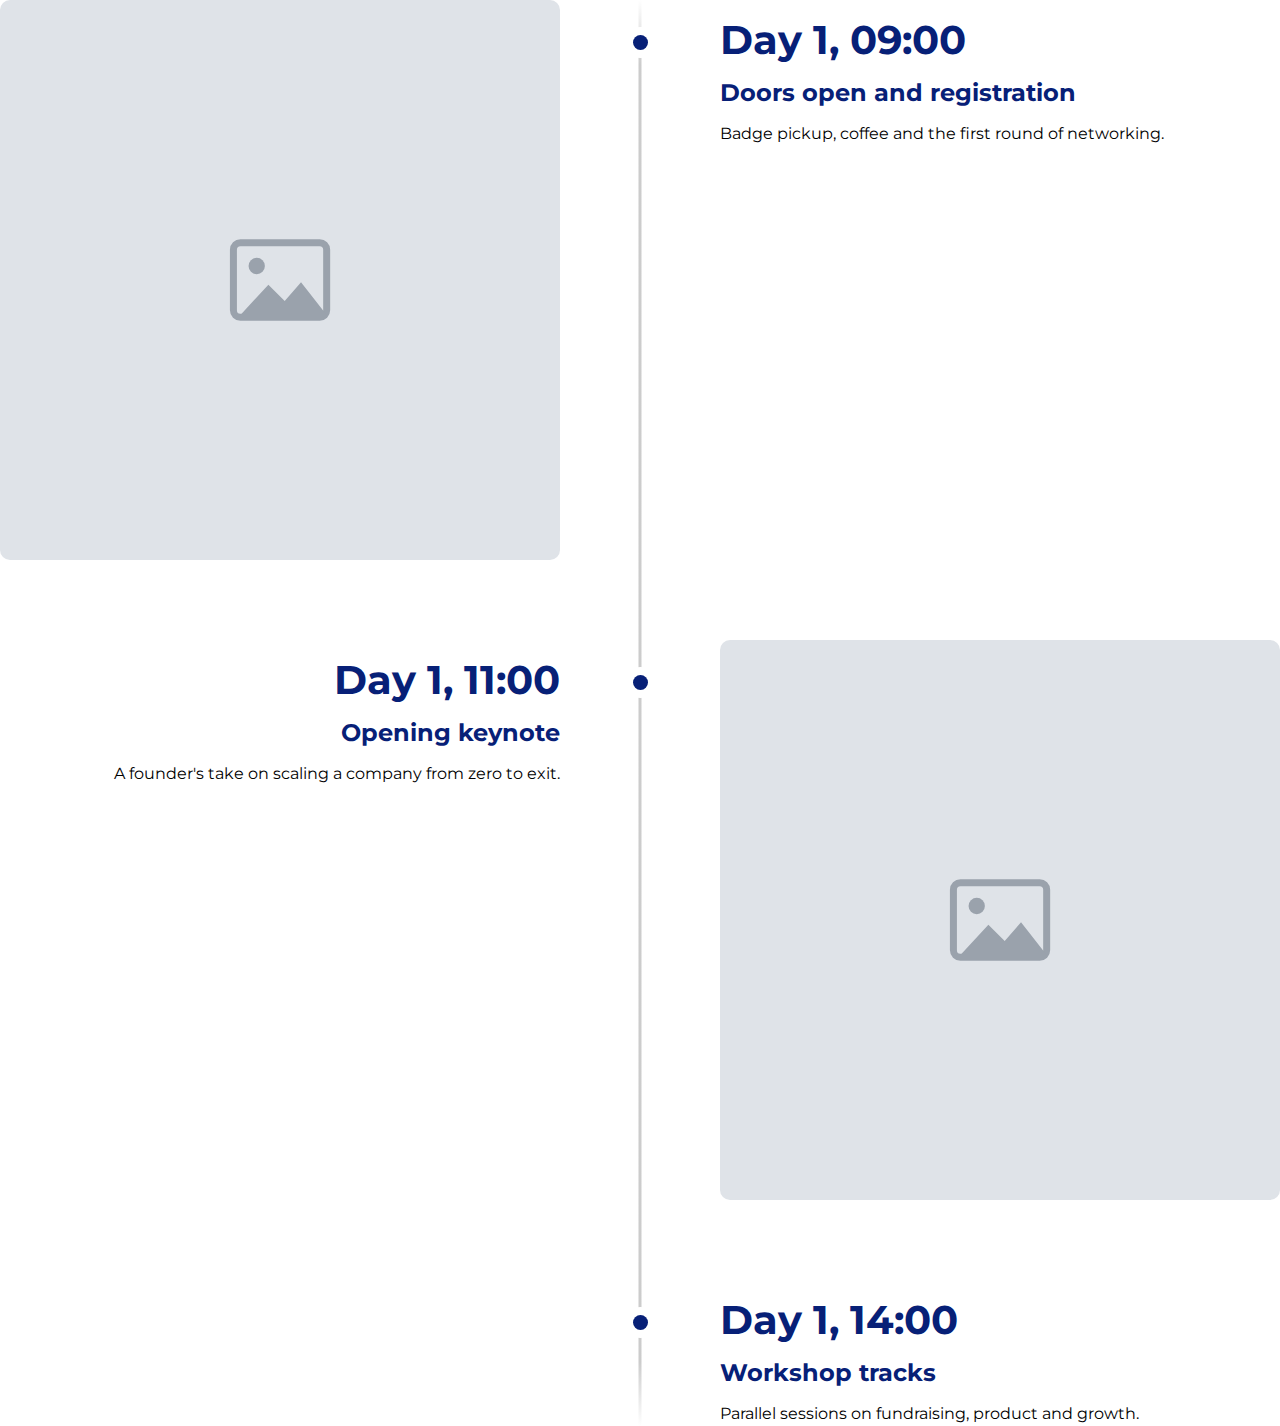 Day 1, 09:00
Doors open and registration
Badge pickup, coffee and the first round of networking.
Day 1, 11:00
Opening keynote
A founder's take on scaling a company from zero to exit.
Day 1, 14:00
Workshop tracks
Parallel sessions on fundraising, product and growth.